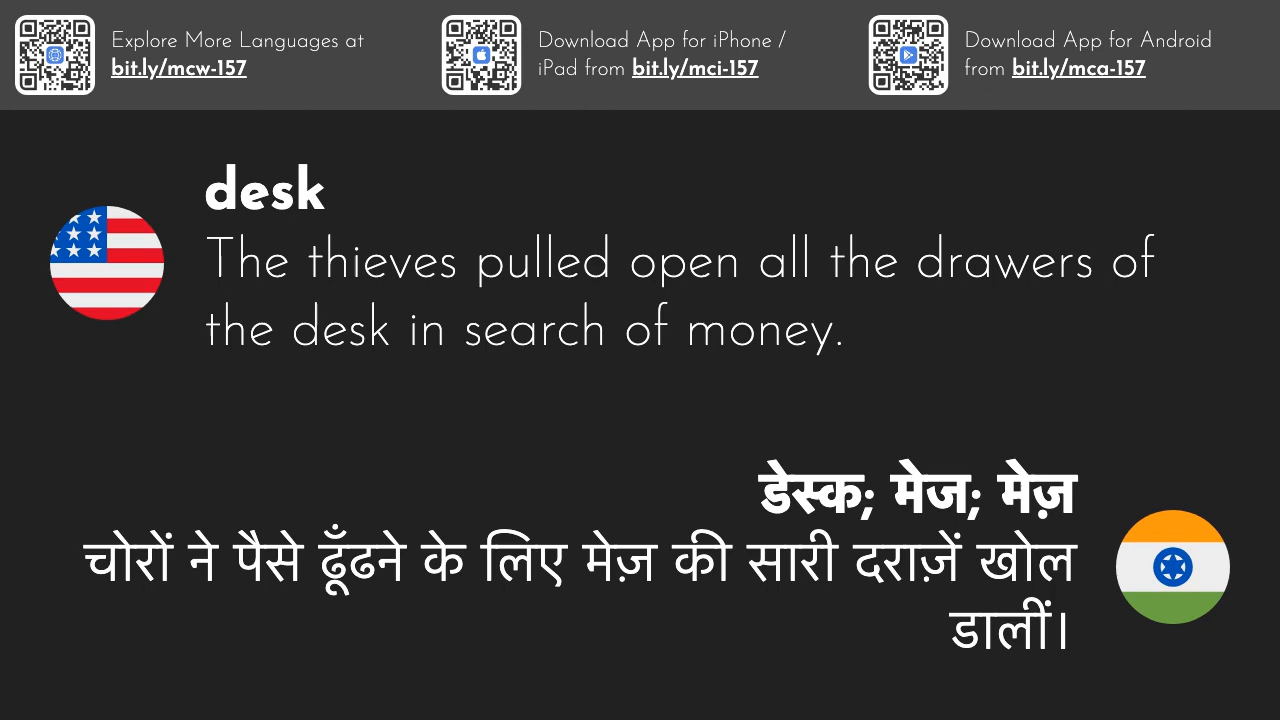 Explore More Languages at
bit.ly/mcw-157
Download App for iPhone /
iPad from bit.ly/mci-157
Download App for Android
from bit.ly/mca-157
desk
The thieves pulled open all the drawers of
the desk in search of money.
डेस्क; मेज; मेज़
चोरों ने पैसे ढूँढने के लिए मेज़ की सारी दराज़ें खोल
डालीं।